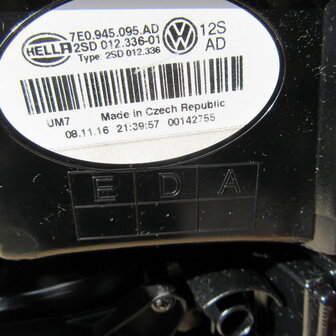 HELLA 7E0.945.095.AD 12S
2SD 012.336-01 AD
Type: 2SD 012.336
Made in Czech Republic
UM7
08.11.16 21:39:57 00142755
E D A